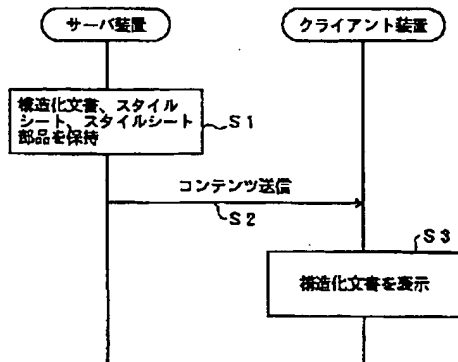 サーバ装置
クライアント装置
構造化文書、スタイル
シート、スタイルシート
部品を保持
S1
コンテンツ送信
S2
S3
構造化文書を表示